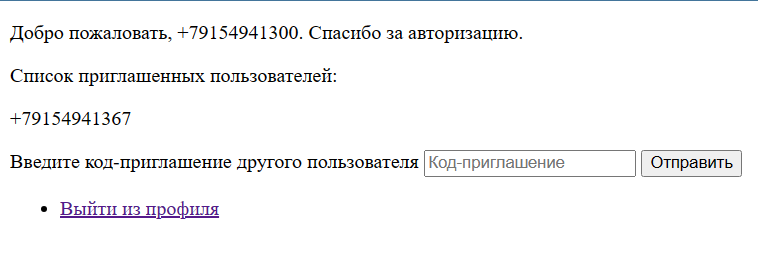 Добро пожаловать, +79154941300. Спасибо за авторизацию.
Список приглашенных пользователей:
+79154941367
Введите код-приглашение другого пользователя Код-приглашение Отправить
Выйти из профиля